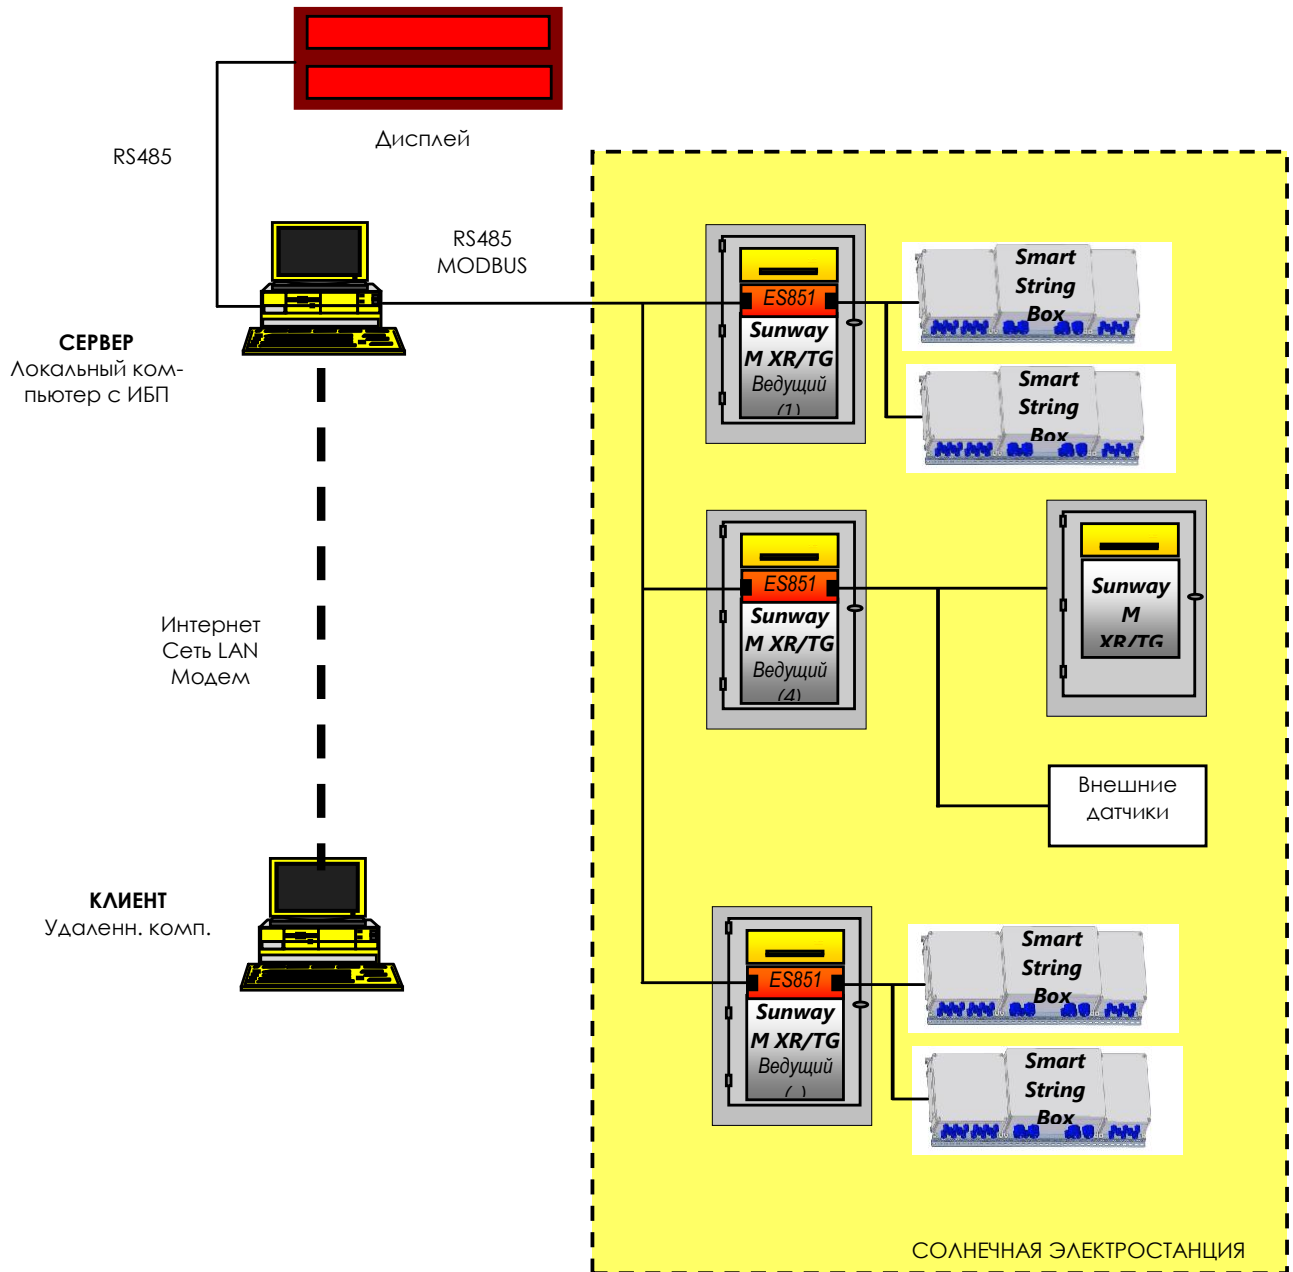 Дисплей
RS485
RS485
MODBUS
СЕРВЕР
Локальный ком-
пьютер с ИБП
Интернет
Сеть LAN
Модем
КЛИЕНТ
Удаленн. комп.
ES851
Sunway
M XR/TG
Ведущий
(1)
Smart
String
Box
Smart
String
Box
ES851
Sunway
M XR/TG
Ведущий
(4)
Sunway
M
XR/TG
Внешние
датчики
ES851
Sunway
M XR/TG
Ведущий
Smart
String
Box
Smart
String
Box
СОЛНЕЧНАЯ ЭЛЕКТРОСТАНЦИЯ